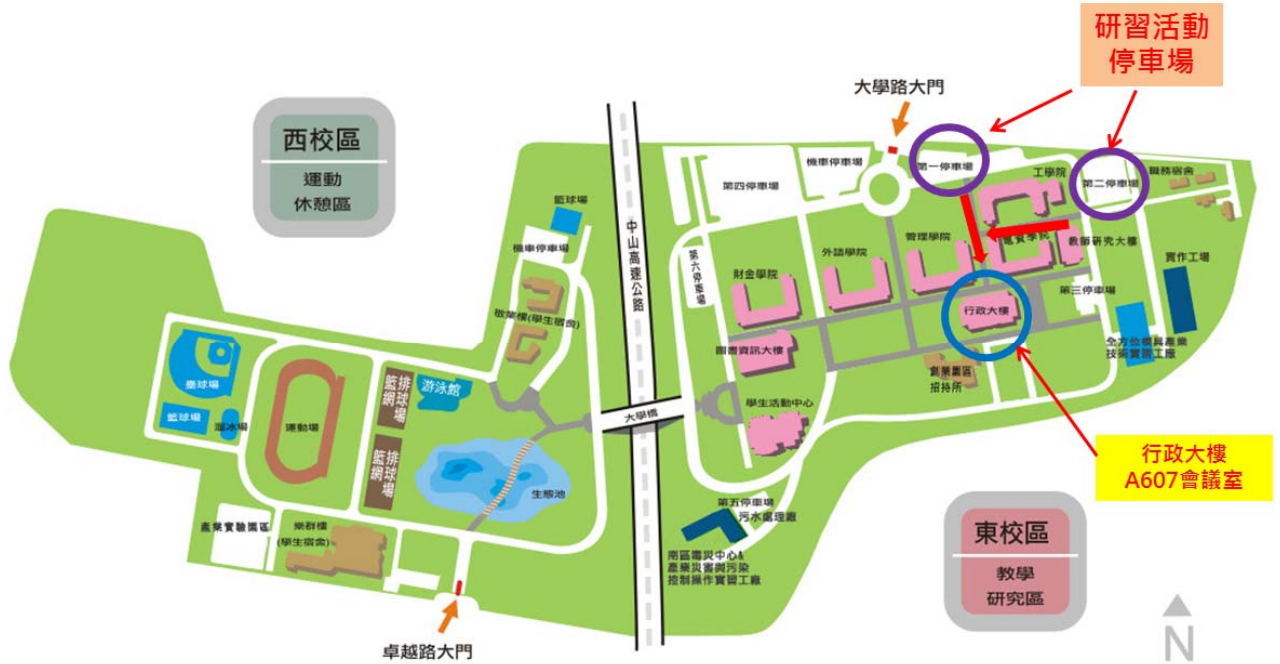 研習活動
停車場
大學路大門
西校區
運動
休憩區
機車停車場
第一停車場
第四停車場
工學院
第二停車場
職務宿舍
籃球場
機車停車場
中山高速公路
第六停車場
財金學院
外語學院
管理學院
電資學院
教師研究大樓
實作工場
第三停車場
行政大樓
敬業樓(學生宿舍)
圖書資訊大樓
全方位模具產業
技術實習工廠
創業園區
招待所
壘球場
籃球場
溜冰場
運動場
籃網
排球場
游泳館
大學橋
學生活動中心
籃網
排球場
生態池
行政大樓
A607會議室
第五停車場
污水處理廠
產業實驗園區
樂群樓
(學生宿舍)
南區毒災中心&
產業災害與污染
控制操作實習工廠
東校區
教學
研究區
卓越路大門
N